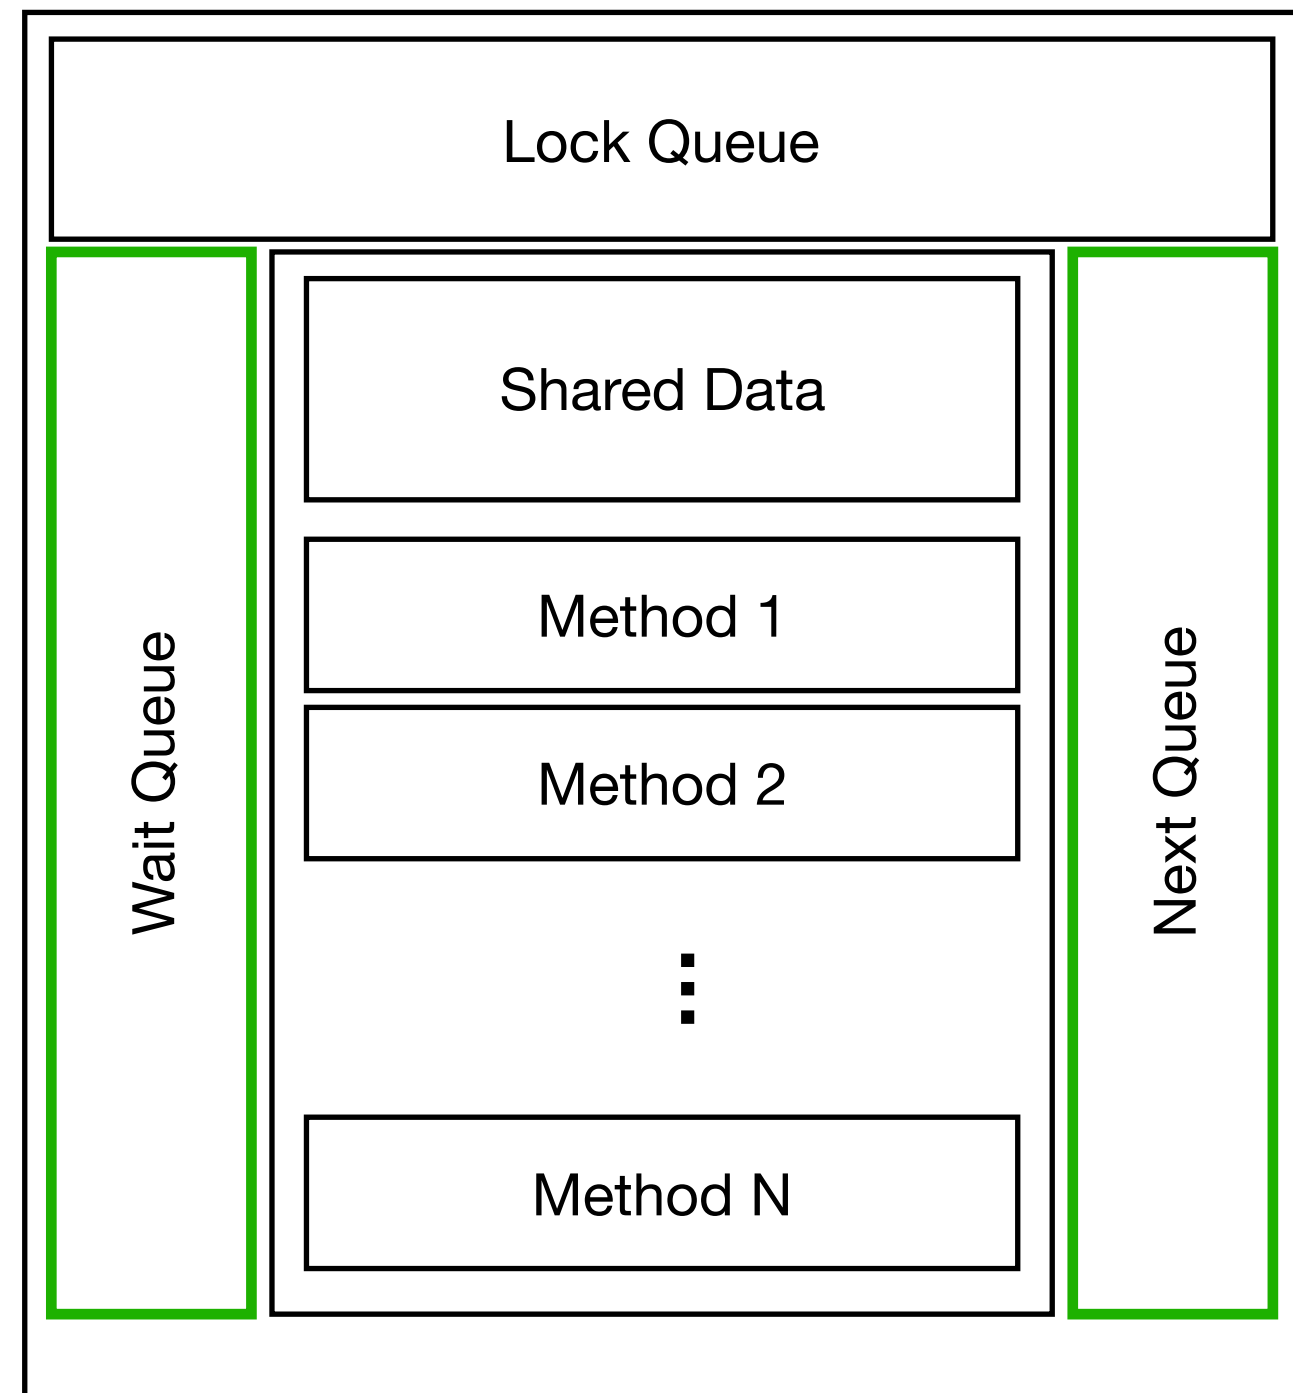 Lock Queue
Wait Queue
Shared Data
Method 1
Method 2
Method N
Next Queue